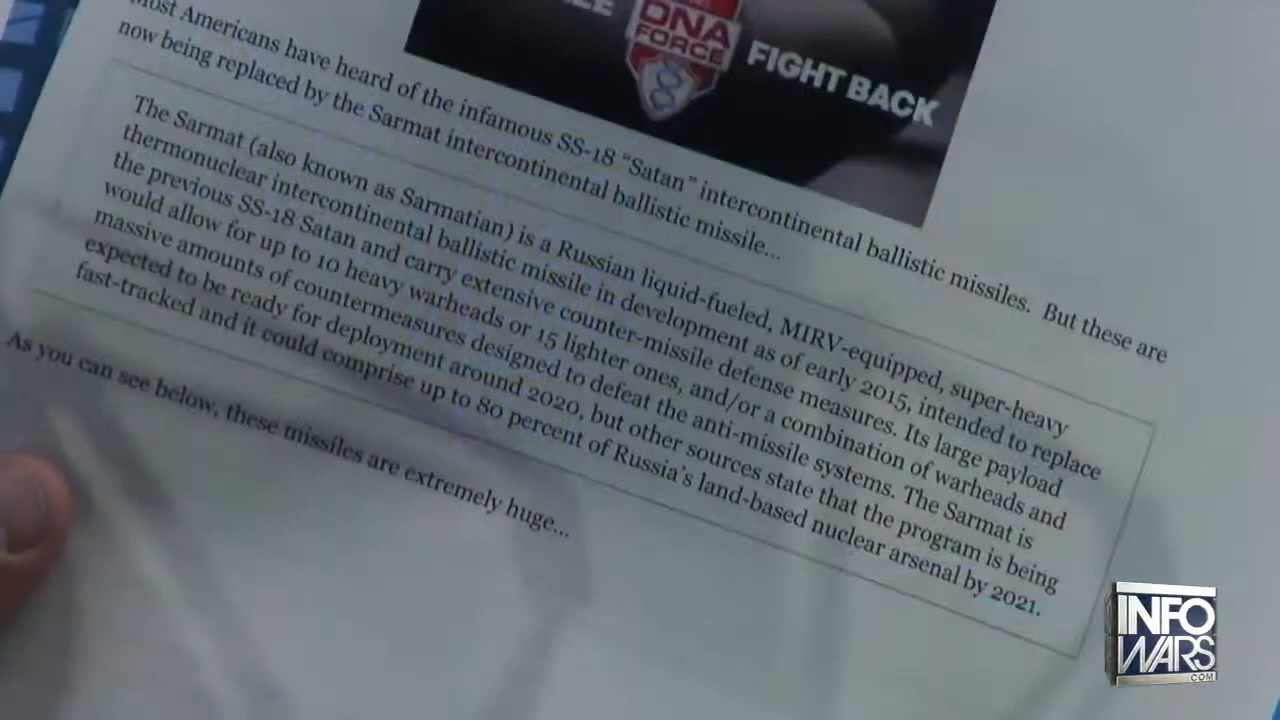 DNA
FORCE
FIGHT BACK
Most Americans have heard of the infamous SS-18 “Satan” intercontinental ballistic missiles. But these are
now being replaced by the Sarmat intercontinental ballistic missile...
The Sarmat (also known as Sarmatian) is a Russian liquid-fueled, MIRV-equipped, super-heavy
thermonuclear intercontinental ballistic missile in development as of early 2015, intended to replace
the previous SS-18 Satan and carry extensive counter-missile defense measures. Its large payload
would allow for up to 10 heavy warheads or 15 lighter ones, and/or a combination of warheads and
massive amounts of countermeasures designed to defeat the anti-missile systems. The Sarmat is
expected to be ready for deployment around 2020, but other sources state that the program is being
fast-tracked and it could comprise up to 80 percent of Russia’s land-based nuclear arsenal by 2021.
As you can see below, these missiles are extremely huge...
INFO
WARS
.COM